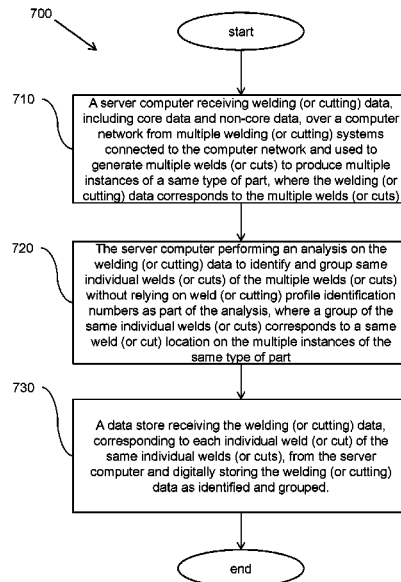 700
start
710
A server computer receiving welding (or cutting) data,
including core data and non-core data, over a computer
network from multiple welding (or cutting) systems
connected to the computer network and used to
generate multiple welds (or cuts) to produce multiple
instances of a same type of part, where the welding (or
cutting) data corresponds to the multiple welds (or cuts)
720
The server computer performing an analysis on the
welding (or cutting) data to identify and group same
individual welds (or cuts) of the multiple welds (or cuts)
without relying on weld (or cutting) profile identification
numbers as part of the analysis, where a group of the
same individual welds (or cuts) corresponds to a same
weld (or cut) location on the multiple instances of the
same type of part
730
A data store receiving the welding (or cutting) data,
corresponding to each individual weld (or cut) of the
same individual welds (or cuts), from the server
computer and digitally storing the welding (or cutting)
data as identified and grouped.
end